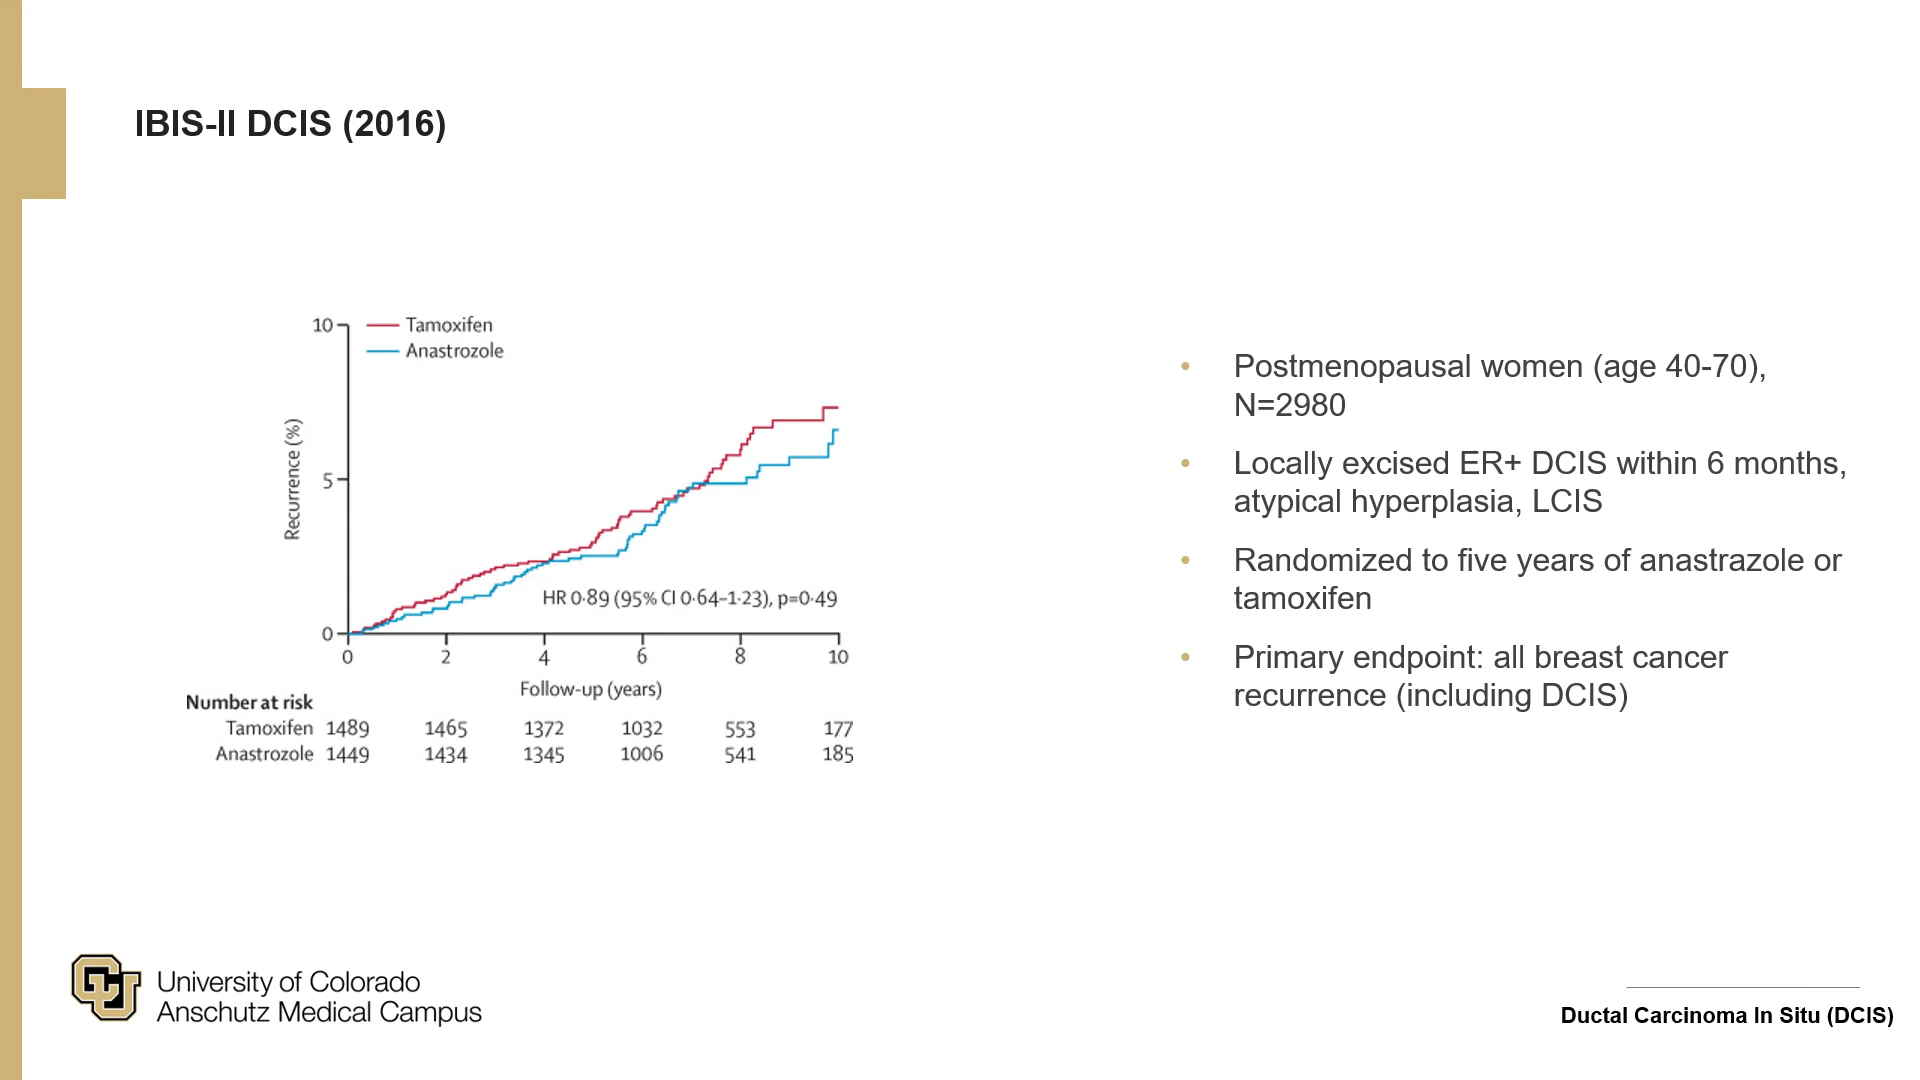 IBIS-II DCIS (2016)
10
Tamoxifen
Anastrozole
Recurrence (%)
5
HR 0·89 (95% CI 0·64–1·23), p=0·49
0
0 2 4 6 8 10
Follow-up (years)
Number at risk
Tamoxifen 1489 1465 1372 1032 553 177
Anastrozole 1449 1434 1345 1006 541 185
• Postmenopausal women (age 40-70),
N=2980
• Locally excised ER+ DCIS within 6 months,
atypical hyperplasia, LCIS
• Randomized to five years of anastrazole or
tamoxifen
• Primary endpoint: all breast cancer
recurrence (including DCIS)
CU
University of Colorado
Anschutz Medical Campus
Ductal Carcinoma In Situ (DCIS)